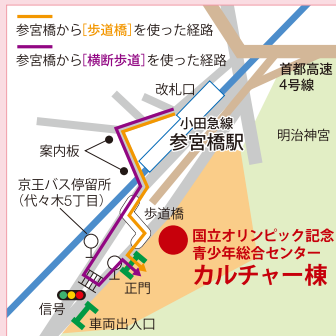 参宮橋から[歩道橋]を使った経路
参宮橋から[横断歩道]を使った経路
首都高速
4号線
改札口
小田急線
参宮橋駅
明治神宮
案内板
京王バス停留所
(代々木5丁目)
歩道橋
国立オリンピック記念
青少年総合センター
カルチャー棟
正門
信号
車両出入口